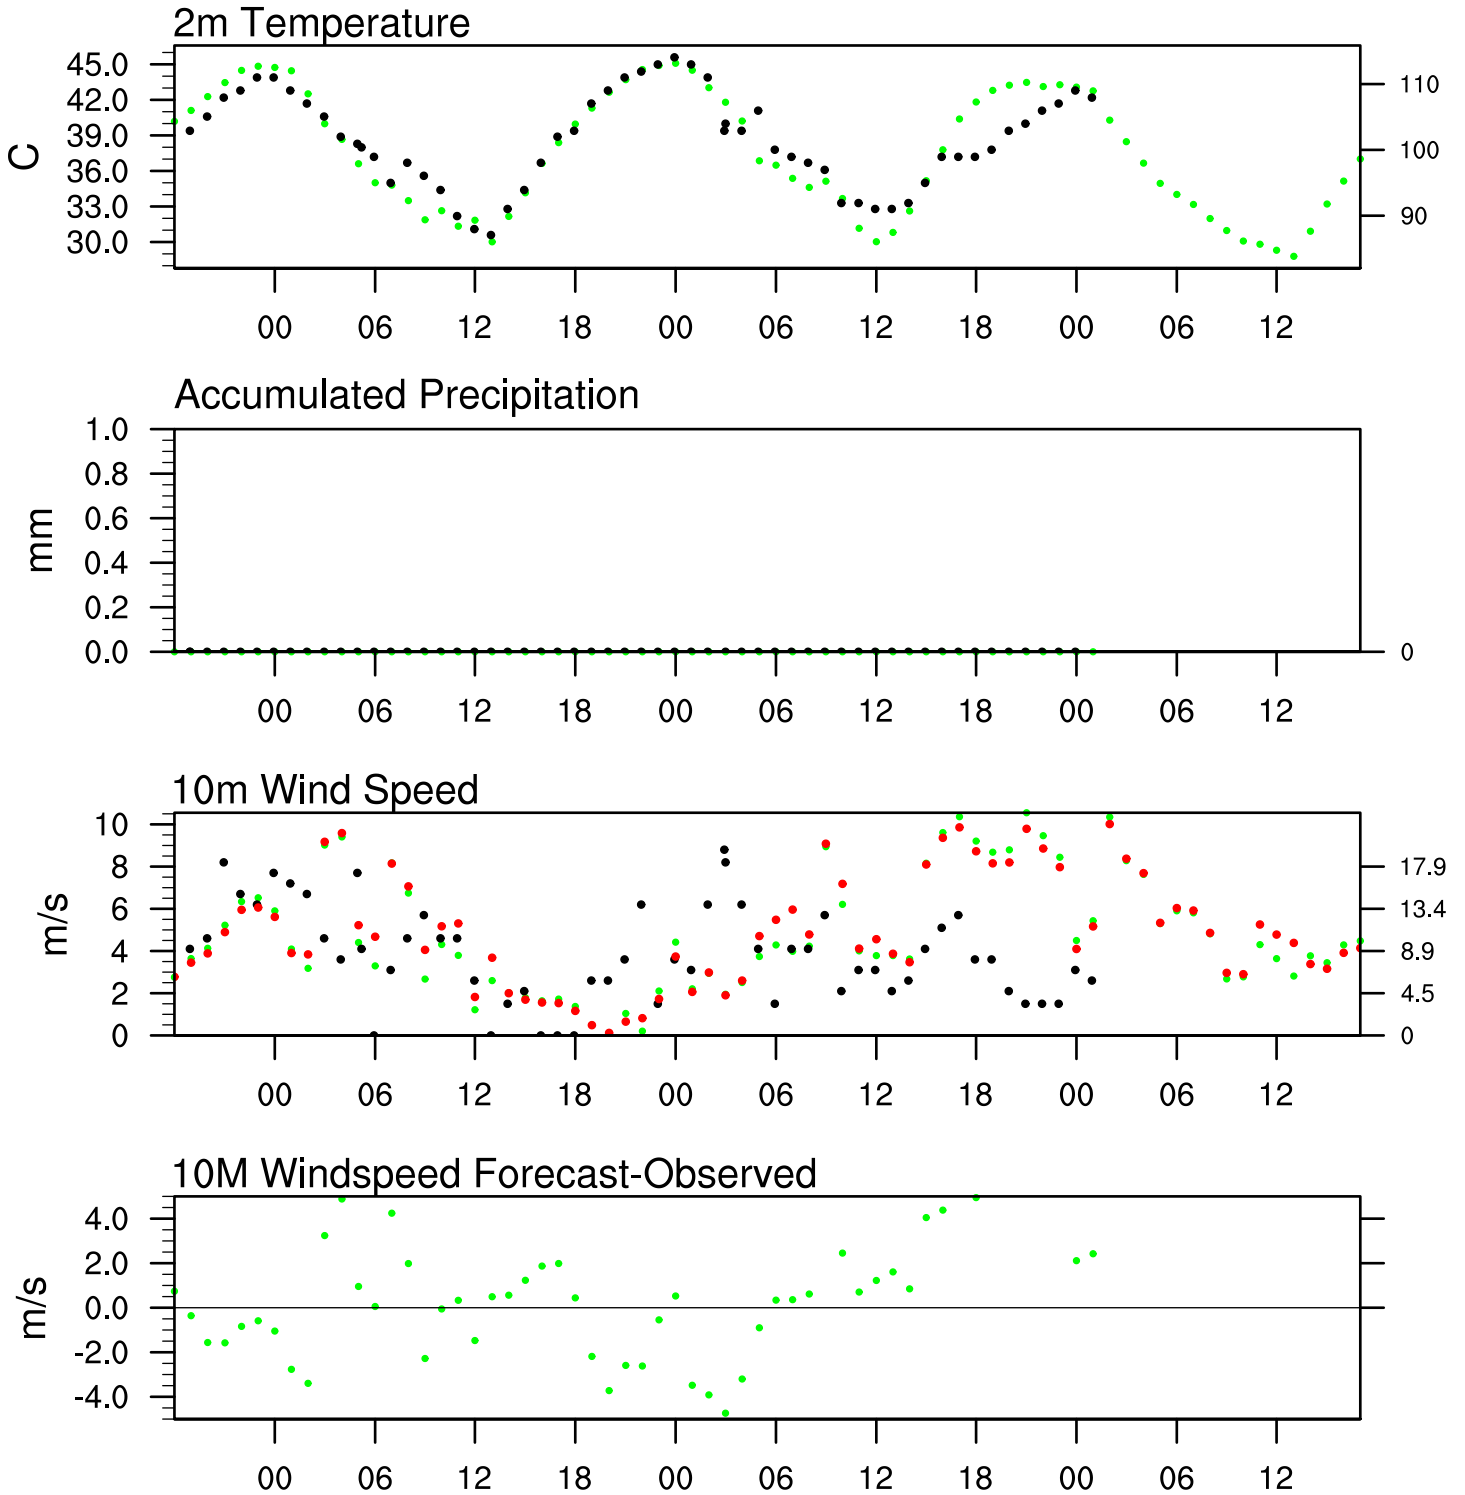 2m Temperature
45.0
42.0
39.0
36.0
33.0
30.0
C
110
100
90
00 06 12 18 00 06 12 18 00 06 12
Accumulated Precipitation
1.0
0.8
0.6
0.4
0.2
0.0
mm
0
00 06 12 18 00 06 12 18 00 06 12
10m Wind Speed
10
8
6
4
2
0
m/s
17.9
13.4
8.9
4.5
0
00 06 12 18 00 06 12 18 00 06 12
10M Windspeed Forecast-Observed
4.0
2.0
0.0
-2.0
-4.0
m/s
00 06 12 18 00 06 12 18 00 06 12